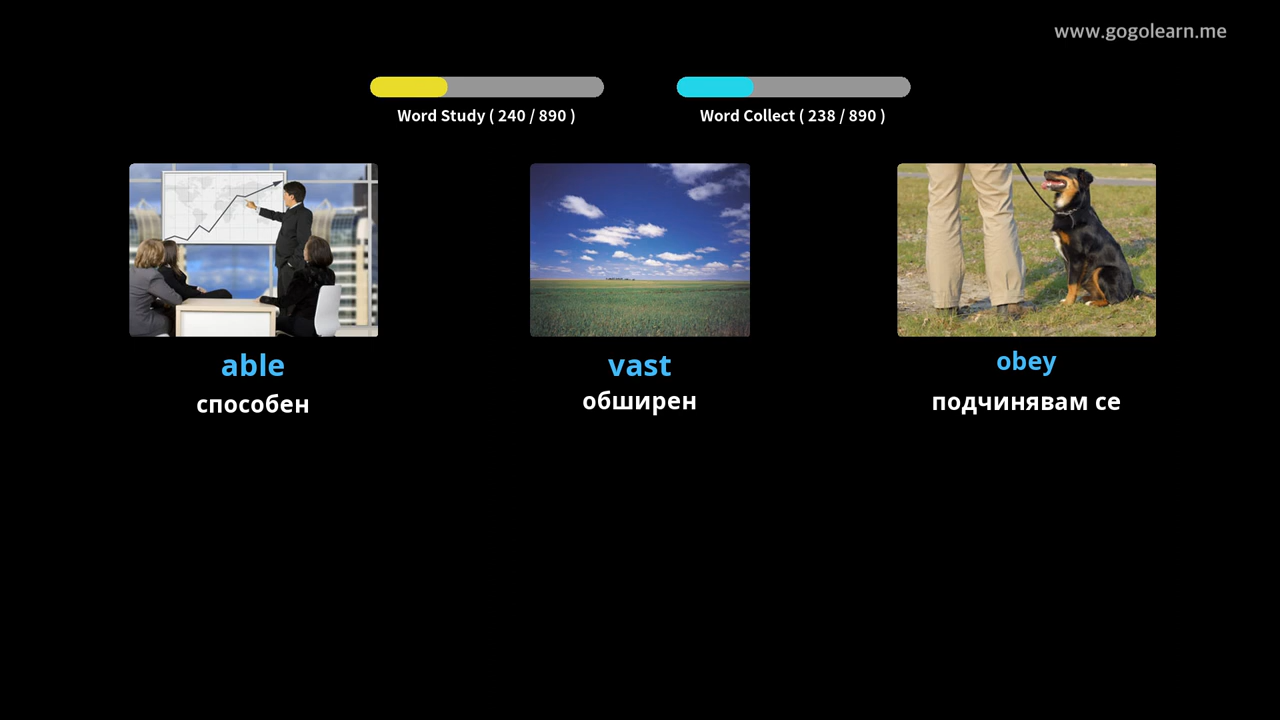 www.gogolearn.me
Word Study ( 240 / 890 )
Word Collect ( 238 / 890 )
able
vast
obey
способен
обширен
подчинявам се